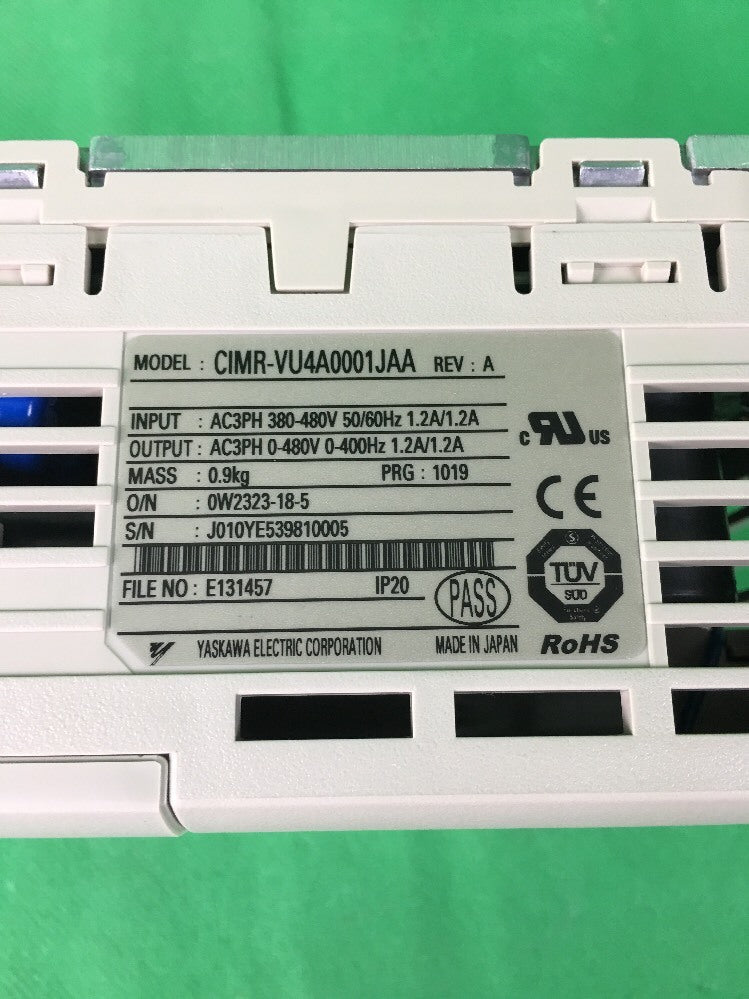 MODEL : CIMR-VU4A0001JAA REV : A
INPUT : AC3PH 380-480V 50/60Hz 1.2A/1.2A
OUTPUT : AC3PH 0-480V 0-400Hz 1.2A/1.2A
MASS : 0.9kg PRG : 1019
O/N : 0W2323-18-5
S/N : J010YE539810005
FILE NO : E131457 IP20
PASS
YASKAWA ELECTRIC CORPORATION MADE IN JAPAN
c RU US
CE
TÜV
SÜD
RoHS